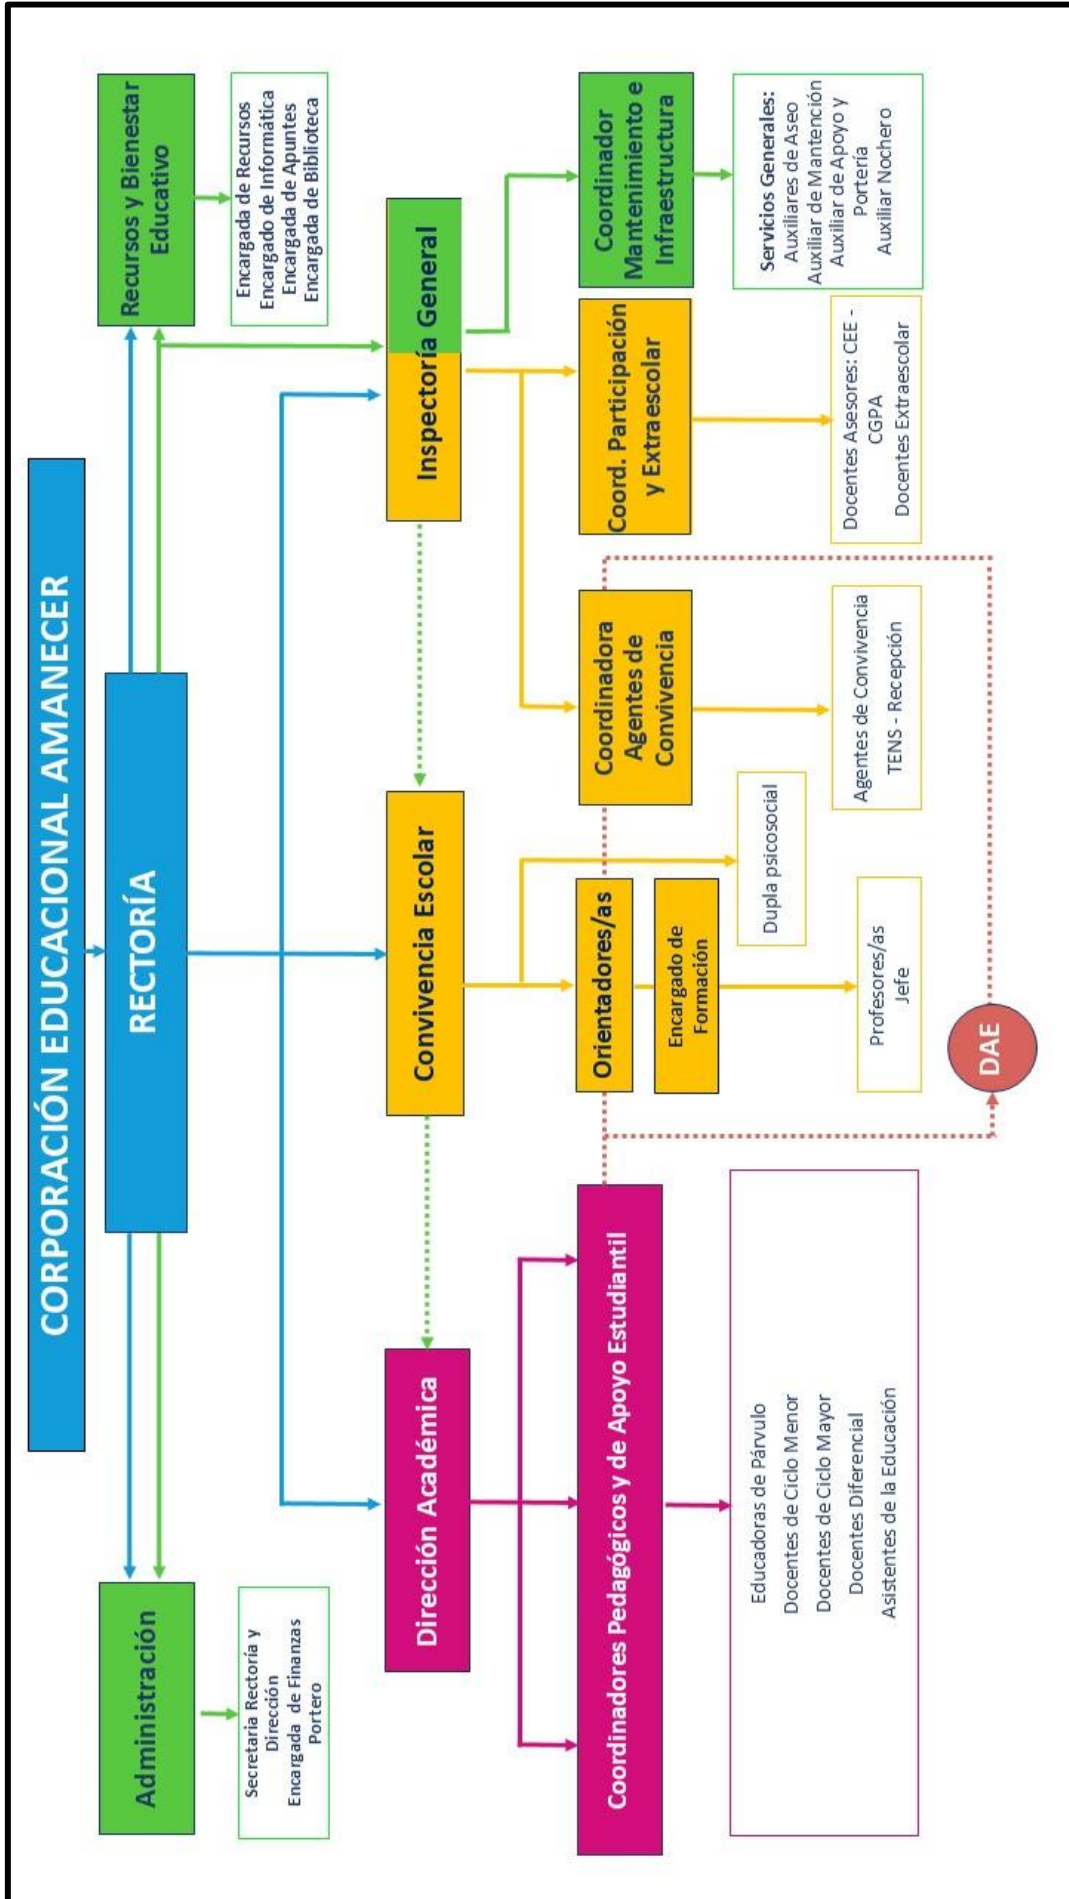 CORPORACIÓN EDUCACIONAL AMANECER
RECTORÍA
Administración
Secretaria Rectoría y
Dirección
Encargada de Finanzas
Portero
Recursos y Bienestar
Educativo
Encargada de Recursos
Encargado de Informática
Encargada de Apuntes
Encargada de Biblioteca
Dirección Académica
Convivencia Escolar
Inspectoría General
Coordinadores Pedagógicos y de Apoyo Estudiantil
Educadoras de Párvulo
Docentes de Ciclo Menor
Docentes de Ciclo Mayor
Docentes Diferencial
Asistentes de la Educación
Orientadores/as
Encargado de
Formación
Profesores/as
Jefe
Dupla psicosocial
Coordinadora
Agentes de
Convivencia
Agentes de Convivencia
TENS - Recepción
Coord. Participación
y Extraescolar
Docentes Asesores: CEE -
CGPA
Docentes Extraescolar
Coordinador
Mantenimiento e
Infraestructura
Servicios Generales:
Auxiliares de Aseo
Auxiliar de Mantención
Auxiliar de Apoyo y
Portería
Auxiliar Nochero
DAE